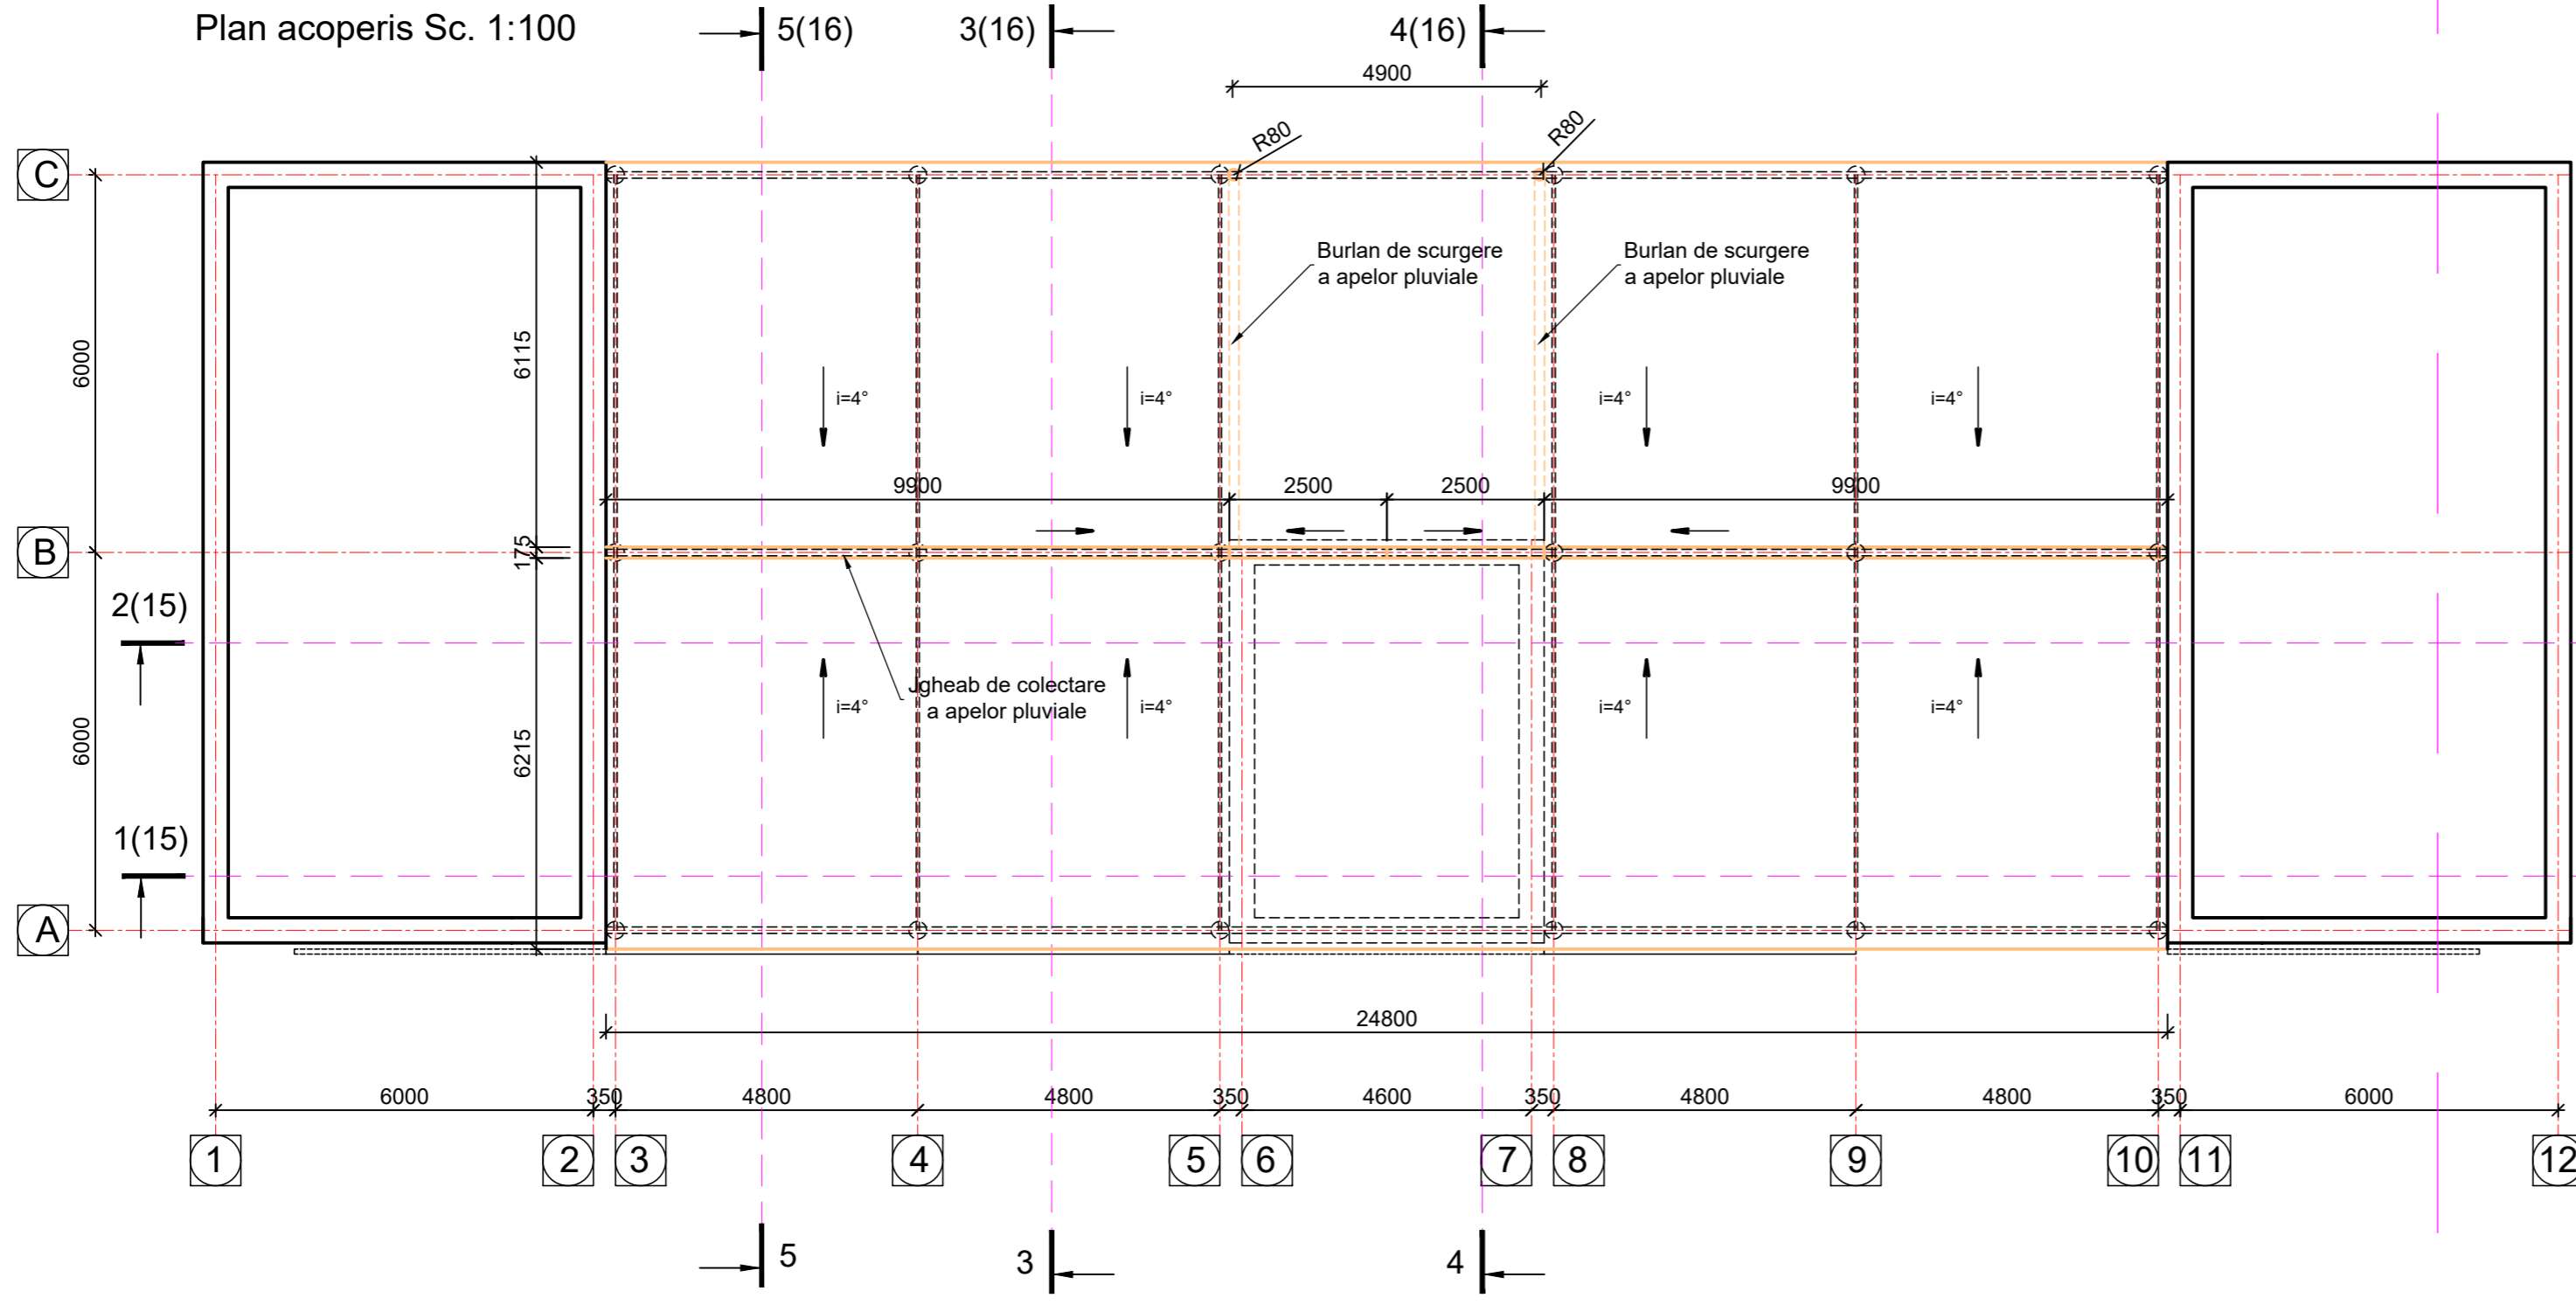 Plan acoperis Sc. 1:100
5(16)
3(16)
4(16)
4900
R80
R80
C
Burlan de scurgere
a apelor pluviale
Burlan de scurgere
a apelor pluviale
6000
6115
i=4°
i=4°
i=4°
i=4°
9900
2500
2500
9900
B
175
2(15)
Jgheab de colectare
a apelor pluviale
i=4°
i=4°
i=4°
i=4°
6000
6215
1(15)
A
24800
6000
350
4800
4800
350
4600
350
4800
4800
350
6000
1
2
3
4
5
6
7
8
9
10
11
12
5
3
4